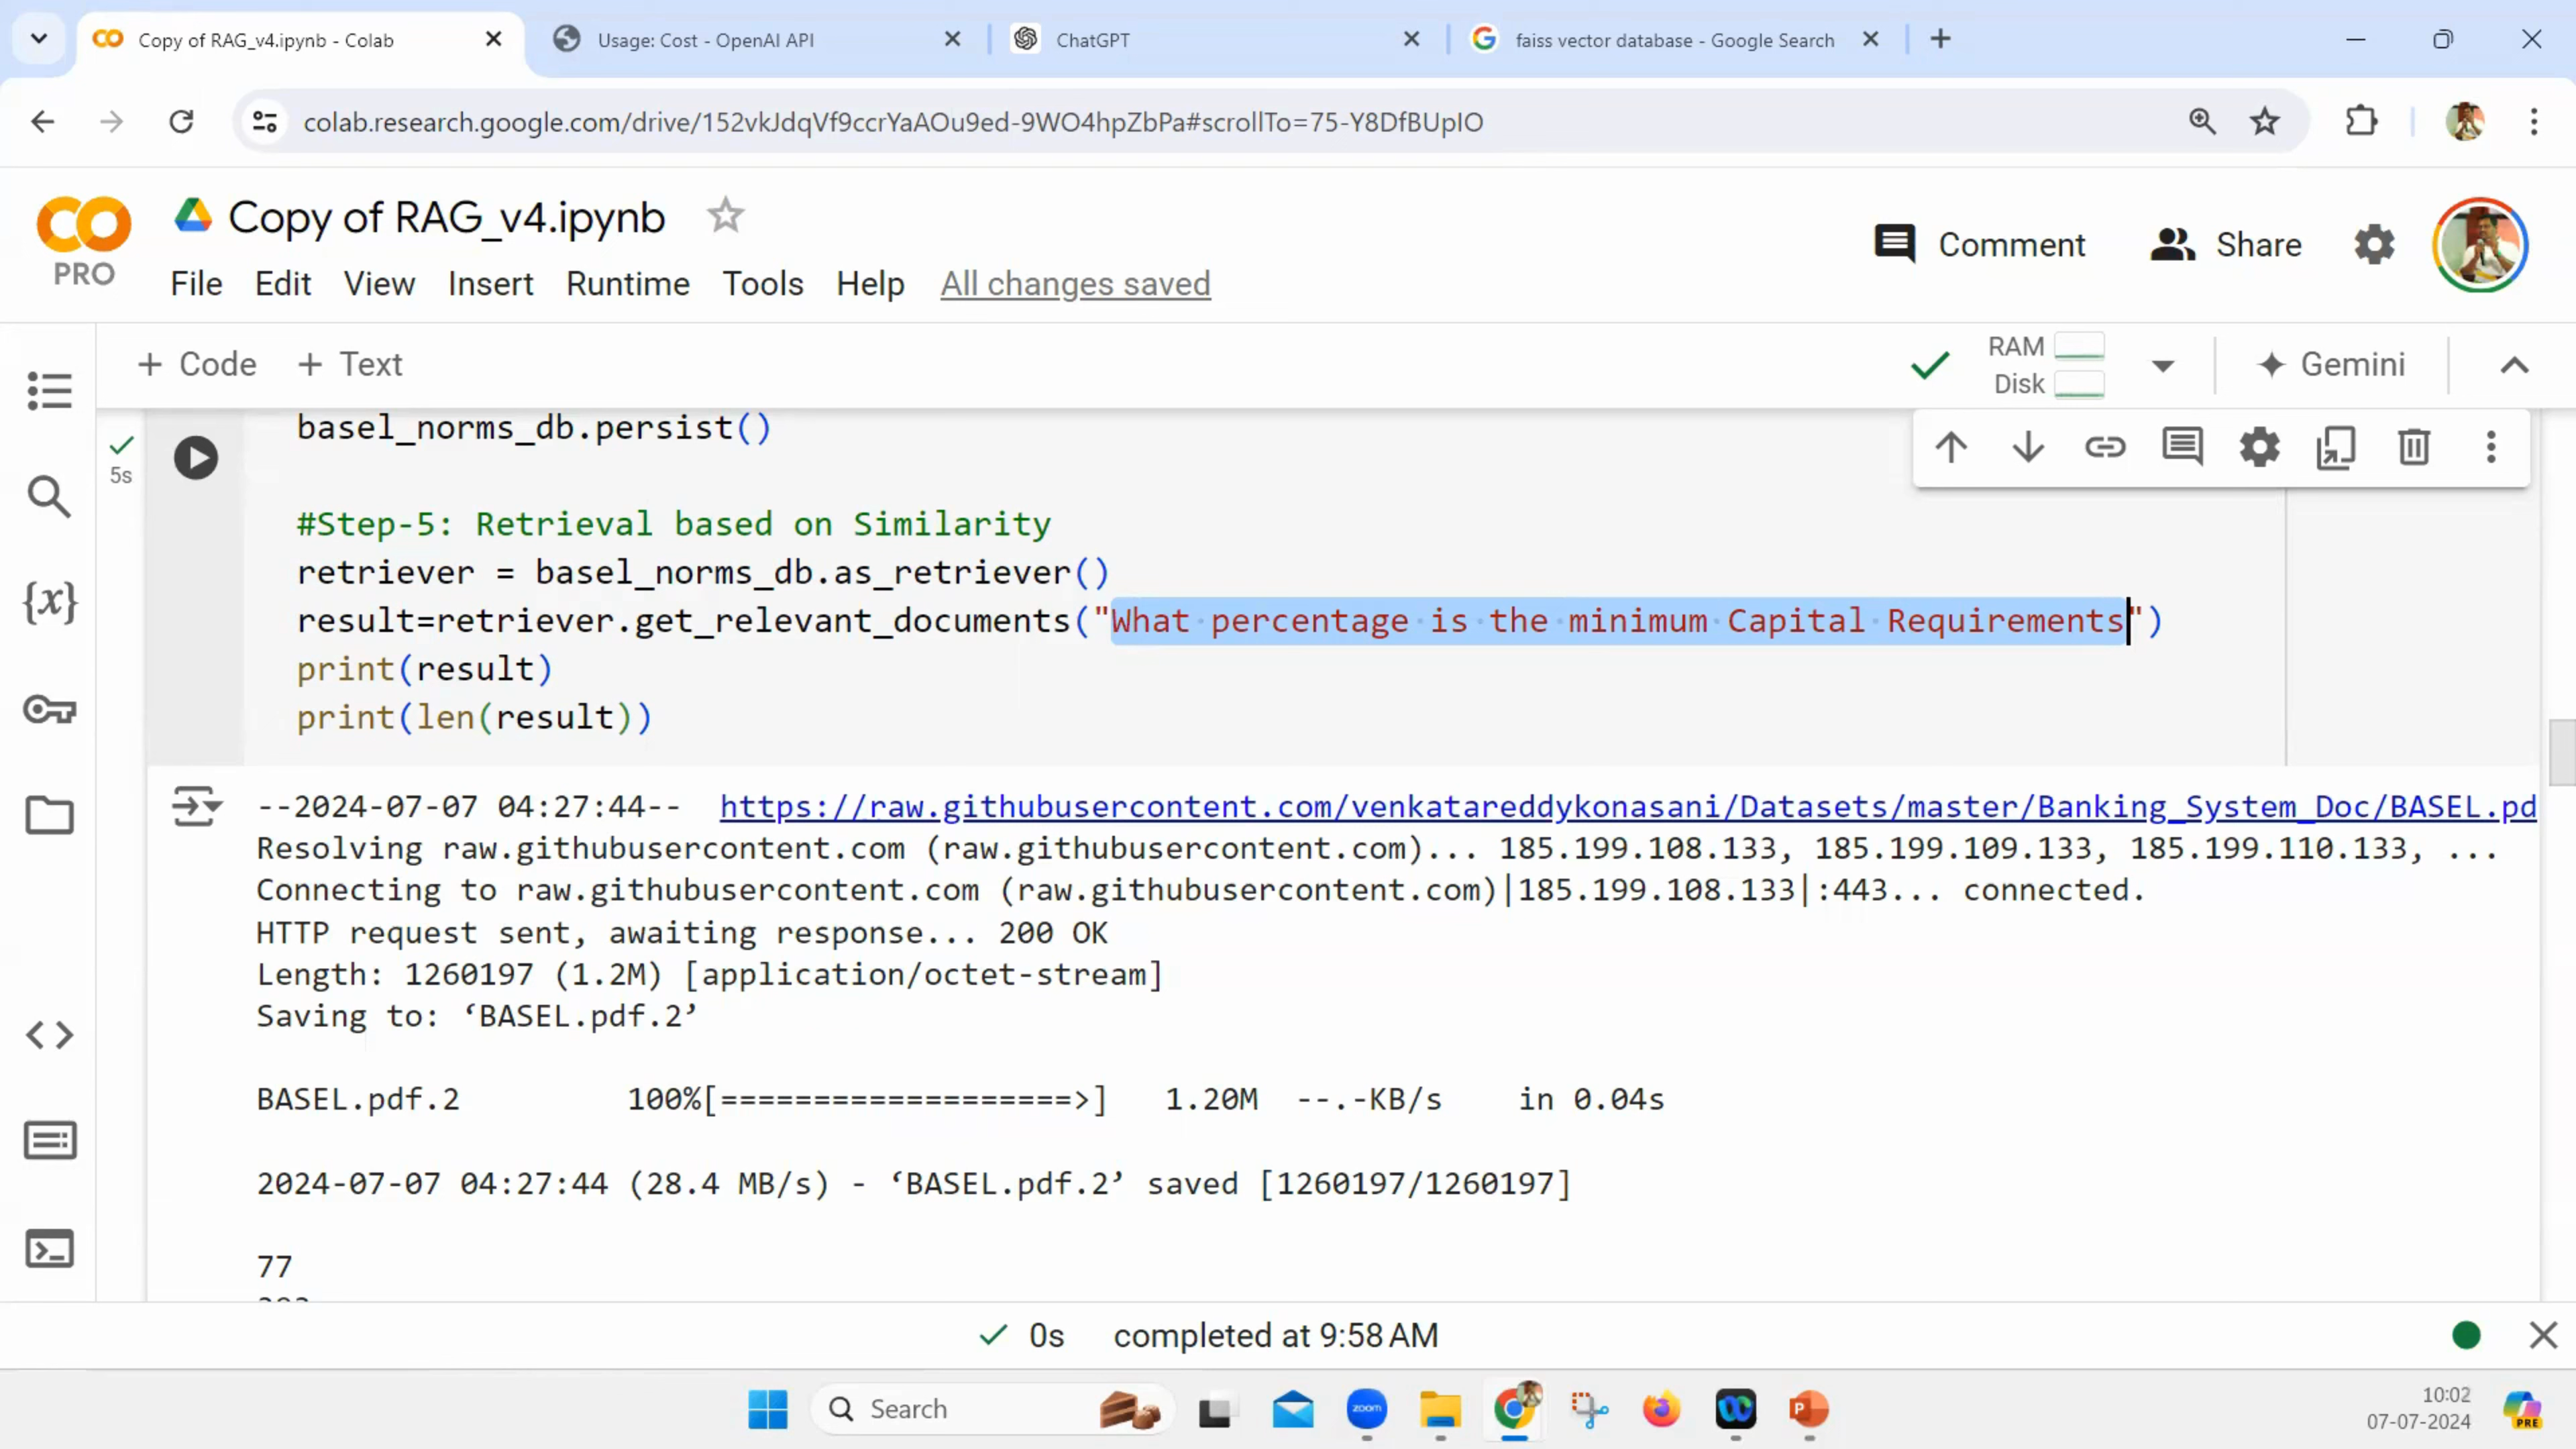 Copy of RAG_v4.ipynb - Colab
Usage: Cost - OpenAI API
ChatGPT
faiss vector database - Google Search
colab.research.google.com/drive/152vkJdqVf9ccrYaAOu9ed-9WO4hpZbPa#scrollTo=75-Y8DfBUpIO
PRO
Copy of RAG_v4.ipynb
Comment
Share
File Edit View Insert Runtime Tools Help All changes saved
+ Code + Text
RAM
Disk
Gemini
5s
basel_norms_db.persist()
#Step-5: Retrieval based on Similarity
retriever = basel_norms_db.as_retriever()
result=retriever.get_relevant_documents("What percentage is the minimum Capital Requirements")
print(result)
print(len(result))
{x}
--2024-07-07 04:27:44-- https://raw.githubusercontent.com/venkatareddykonasani/Datasets/master/Banking_System_Doc/BASEL.pd
Resolving raw.githubusercontent.com (raw.githubusercontent.com)... 185.199.108.133, 185.199.109.133, 185.199.110.133, ...
Connecting to raw.githubusercontent.com (raw.githubusercontent.com)|185.199.108.133|:443... connected.
HTTP request sent, awaiting response... 200 OK
Length: 1260197 (1.2M) [application/octet-stream]
Saving to: ‘BASEL.pdf.2’
BASEL.pdf.2 100%[===================>] 1.20M --.-KB/s in 0.04s
2024-07-07 04:27:44 (28.4 MB/s) - ‘BASEL.pdf.2’ saved [1260197/1260197]
77
0s completed at 9:58 AM
Search
zoom
10:02
07-07-2024
PRE